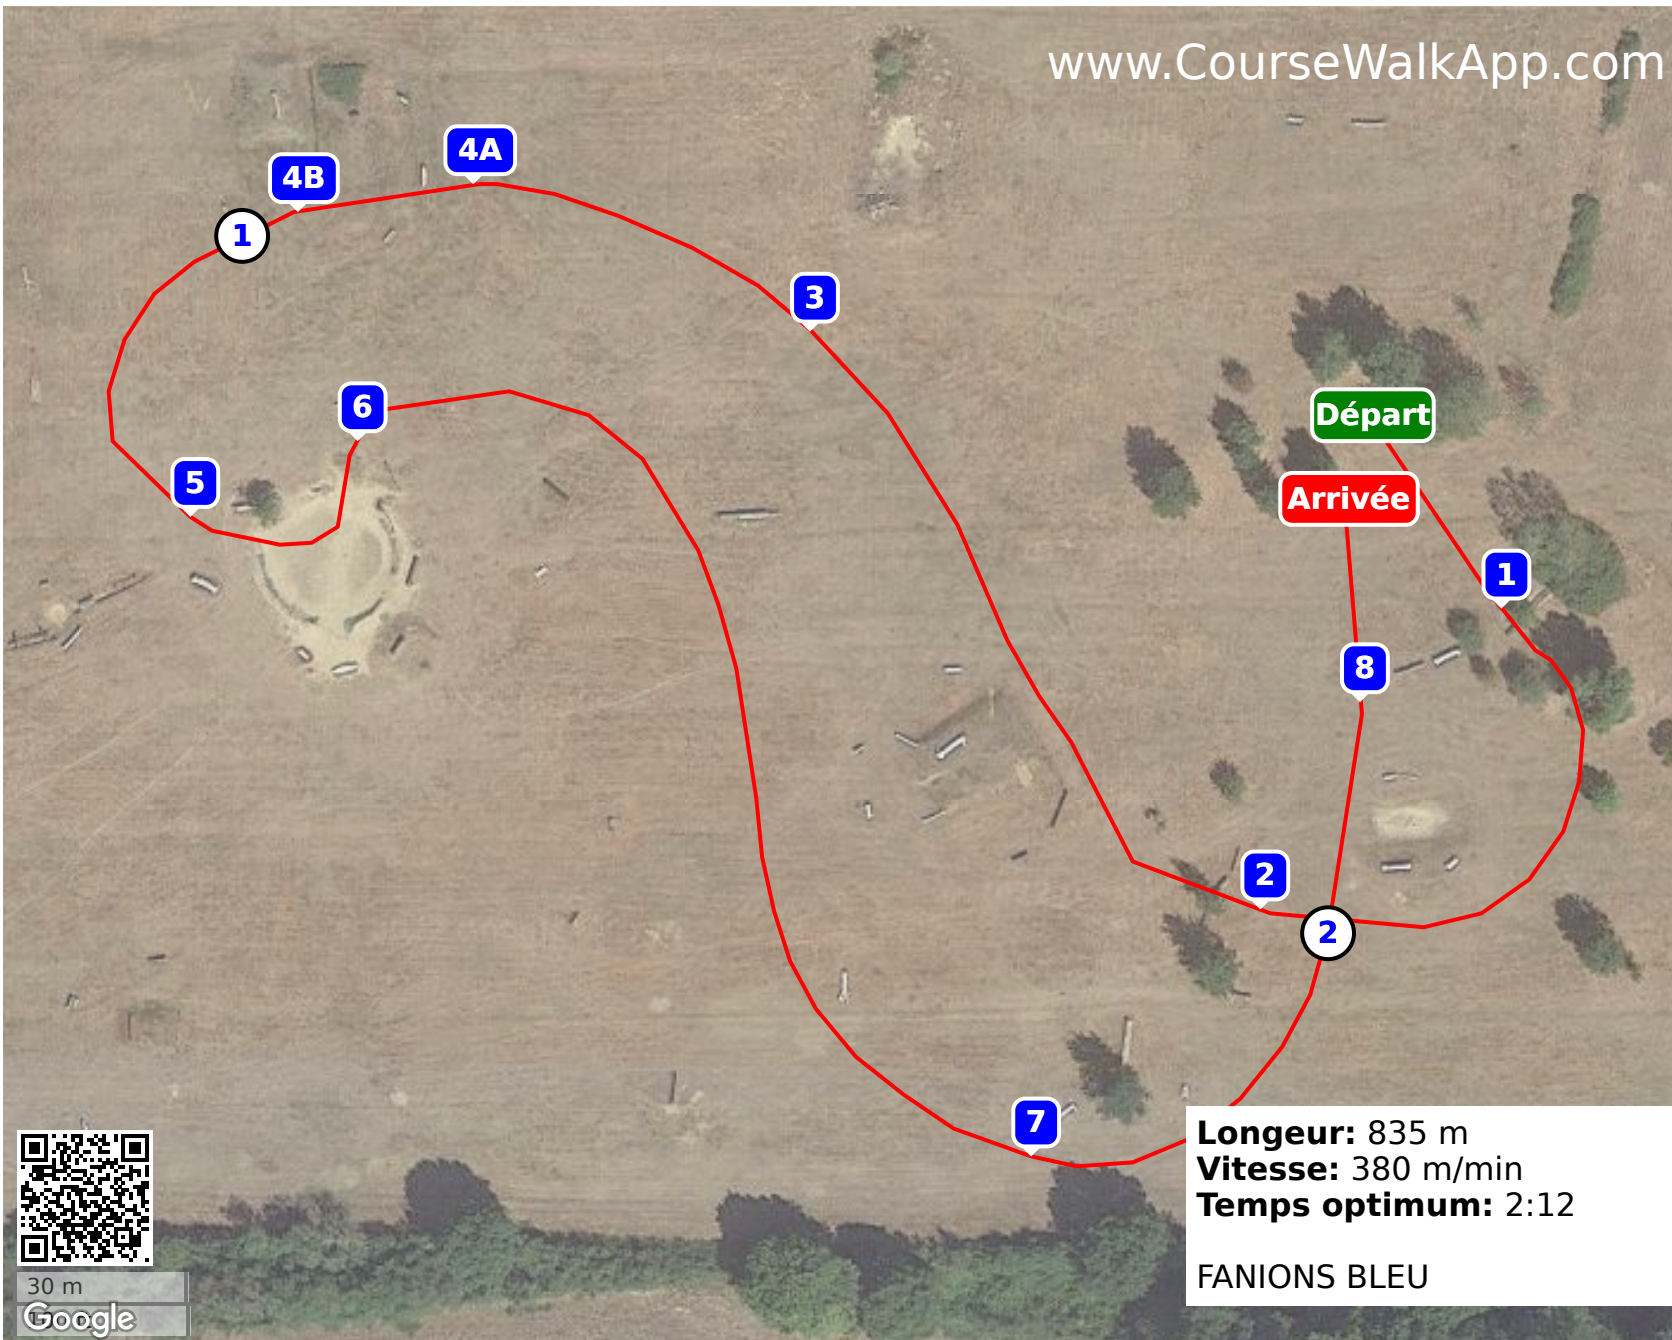 www.CourseWalkApp.com
4A
4B
1
3
6
Départ
5
Arrivée
1
8
2
2
7
Longeur: 835 m
Vitesse: 380 m/min
Temps optimum: 2:12
FANIONS BLEU
30 m
Google